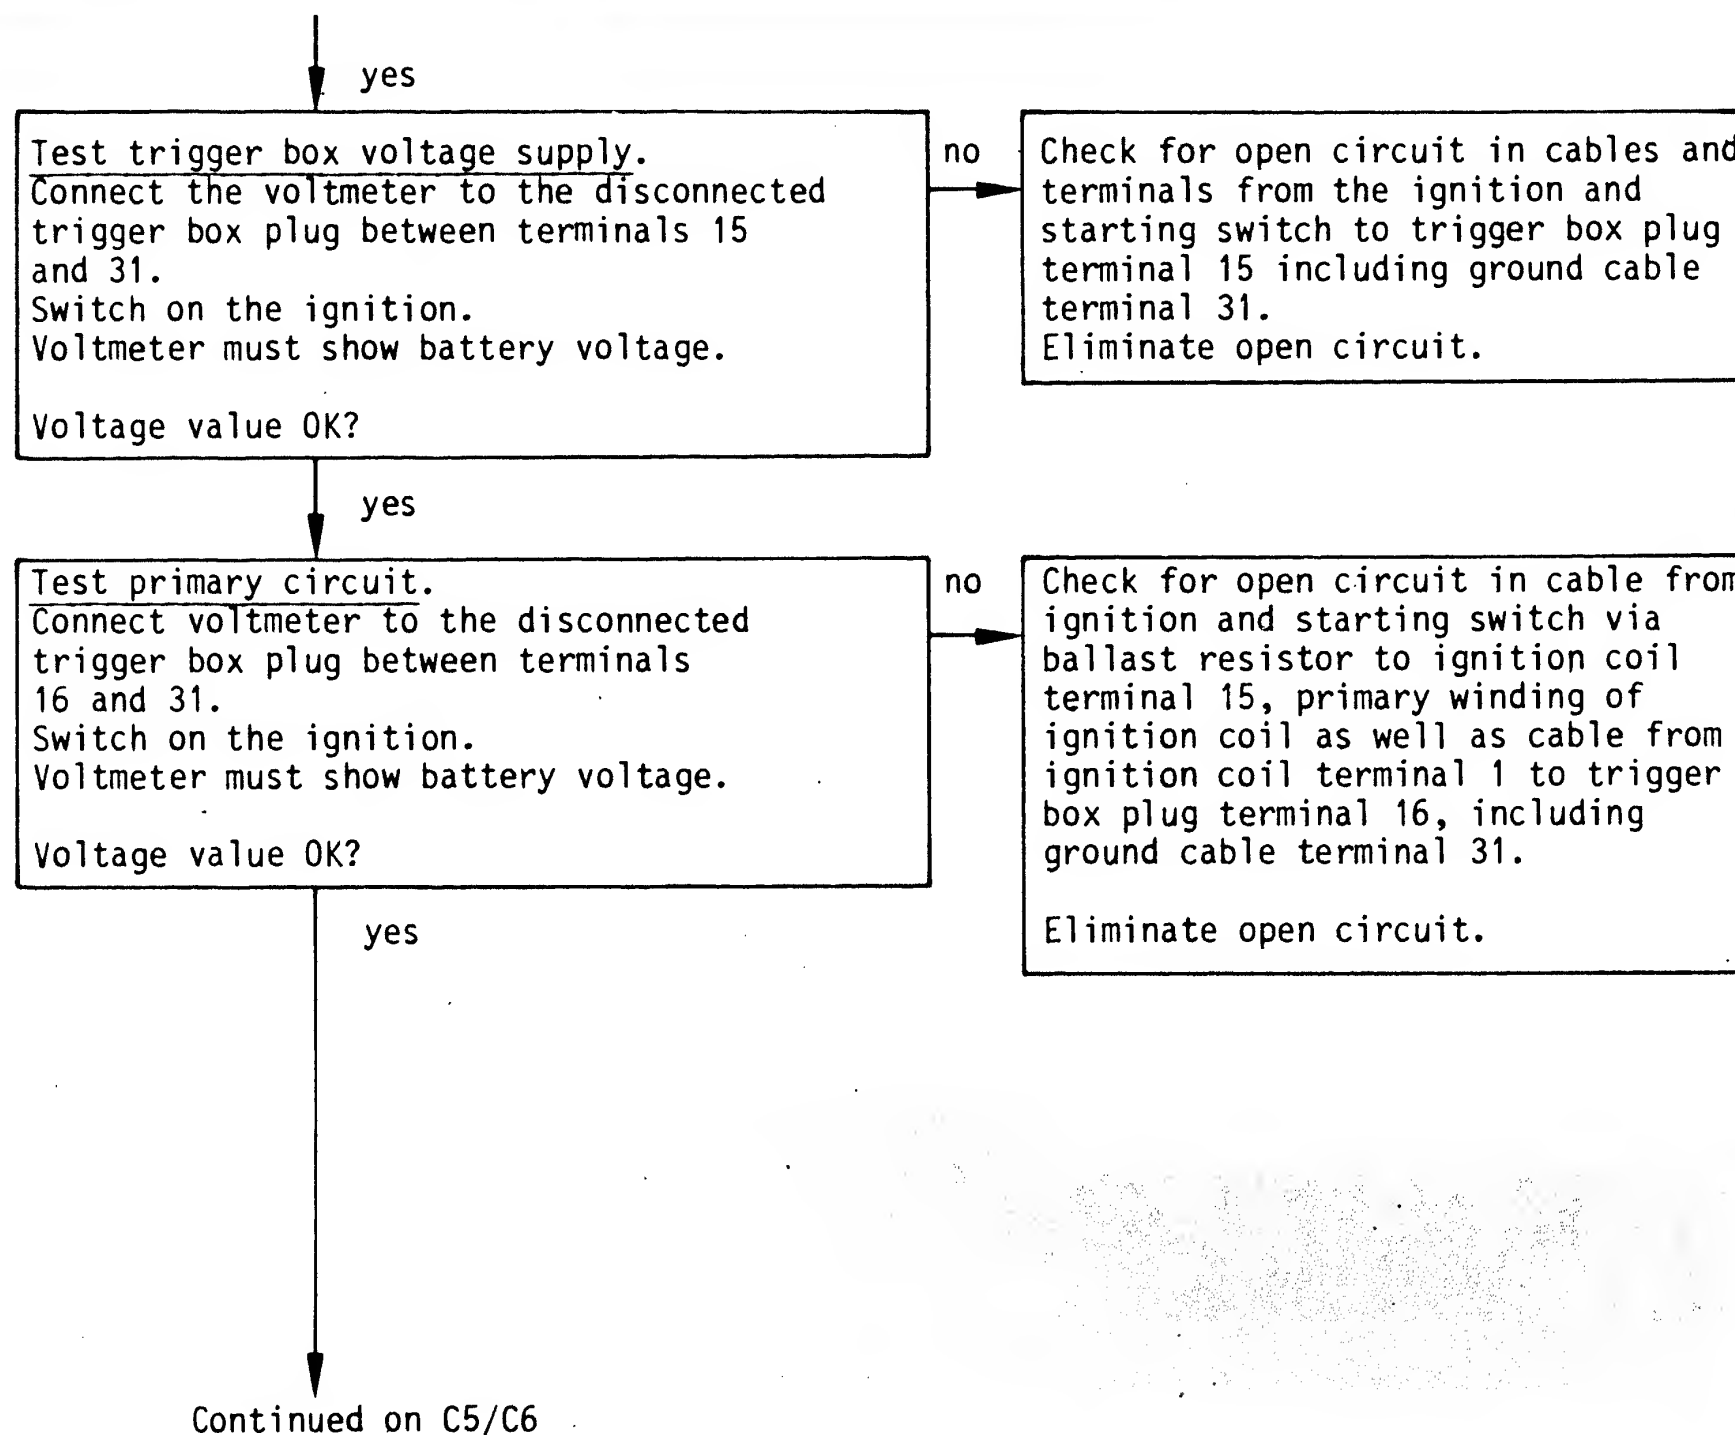 yes
Test trigger box voltage supply.
Connect the voltmeter to the disconnected
trigger box plug between terminals 15
and 31.
Switch on the ignition.
Voltmeter must show battery voltage.
Voltage value OK?
no
Check for open circuit in cables and
terminals from the ignition and
starting switch to trigger box plug
terminal 15 including ground cable
terminal 31.
Eliminate open circuit.
yes
Test primary circuit.
Connect voltmeter to the disconnected
trigger box plug between terminals
16 and 31.
Switch on the ignition.
Voltmeter must show battery voltage.
Voltage value OK?
no
Check for open circuit in cable from
ignition and starting switch via
ballast resistor to ignition coil
terminal 15, primary winding of
ignition coil as well as cable from
ignition coil terminal 1 to trigger
box plug terminal 16, including
ground cable terminal 31.
Eliminate open circuit.
yes
Continued on C5/C6